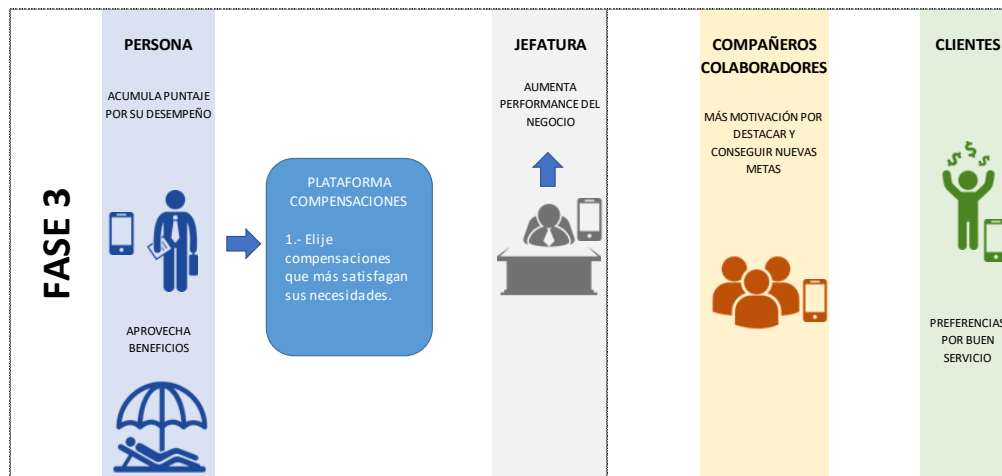 FASE 3
PERSONA
ACUMULA PUNTAJE
POR SU DESEMPEÑO
APROVECHA
BENEFICIOS
PLATAFORMA
COMPENSACIONES
1.- Elije
compensaciones
que más satisfagan
sus necesidades.
JEFATURA
AUMENTA
PERFORMANCE DEL
NEGOCIO
COMPAÑEROS
COLABORADORES
MÁS MOTIVACIÓN POR
DESTACAR Y
CONSEGUIR NUEVAS
METAS
CLIENTES
PREFERENCIAS
POR BUEN
SERVICIO